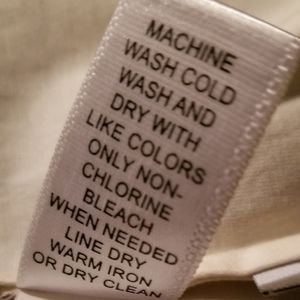 MACHINE
WASH COLD
WASH AND
DRY WITH
LIKE COLORS
ONLY NON-
CHLORINE
BLEACH
WHEN NEEDED
LINE DRY
WARM IRON
OR DRY CLEAN